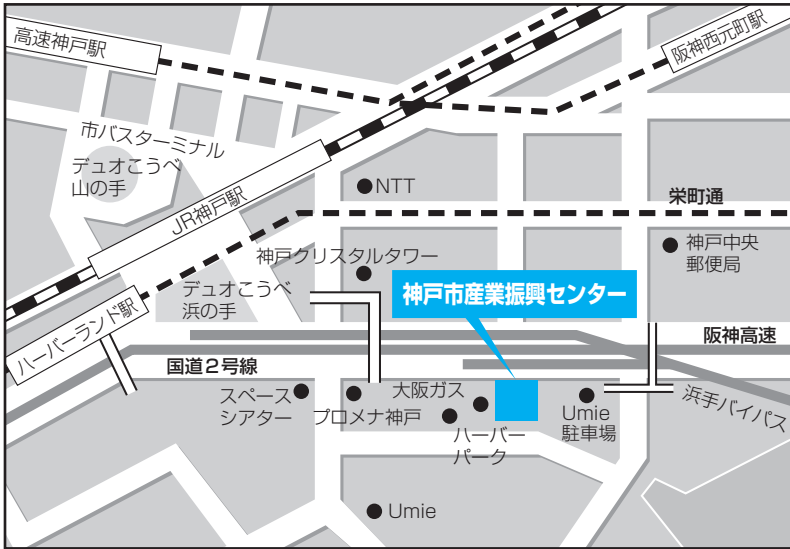 高速神戸駅
阪神西元町駅
市バスターミナル
デュオこうべ
山の手
JR神戸駅
NTT
栄町通
神戸中央
郵便局
神戸クリスタルタワー
デュオこうべ
浜の手
神戸市産業振興センター
ハーバーランド駅
阪神高速
国道2号線
スペース
シアター
プロメナ神戸
大阪ガス
ハーバー
パーク
Umie
駐車場
浜手バイパス
Umie